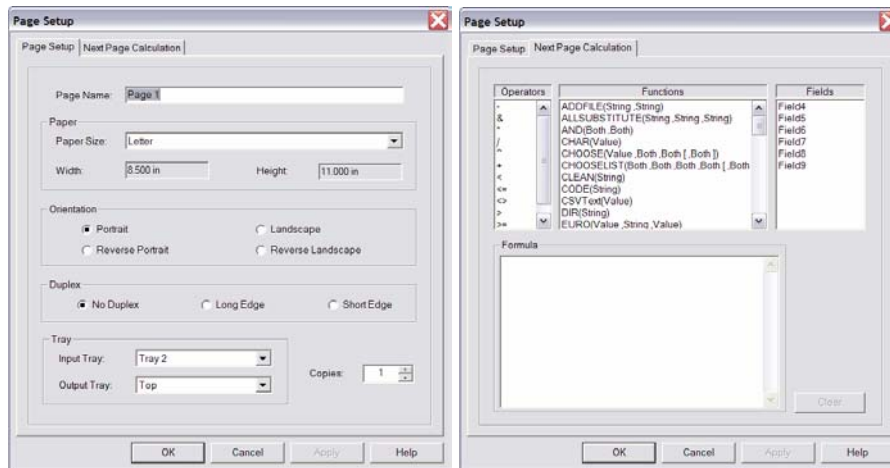 Page Setup
Page Setup
Next Page Calculation
Page Name:
Page 1
Paper
Paper Size:
Letter
Width:
8.500 in
Height:
11.000 in
Orientation
Portrait
Landscape
Reverse Portrait
Reverse Landscape
Duplex
No Duplex
Long Edge
Short Edge
Tray
Input Tray:
Tray 2
Output Tray:
Top
Copies:
1
OK
Cancel
Apply
Help
Page Setup
Page Setup
Next Page Calculation
Operators
-
&
*
/
^
+
<
<=
<>
>
>=
Functions
ADDFILE(String ,String)
ALLSUBSTITUTE(String ,String ,String)
AND(Both ,Both)
CHAR(Value)
CHOOSE(Value ,Both ,Both [ ,Both ])
CHOOSELIST(Both ,Both ,Both ,Both [ ,Both
CLEAN(String)
CODE(String)
CSVText(Value)
DIR(String)
EURO(Value ,String ,Value)
Fields
Field4
Field5
Field6
Field7
Field8
Field9
Formula
Clear
OK
Cancel
Apply
Help